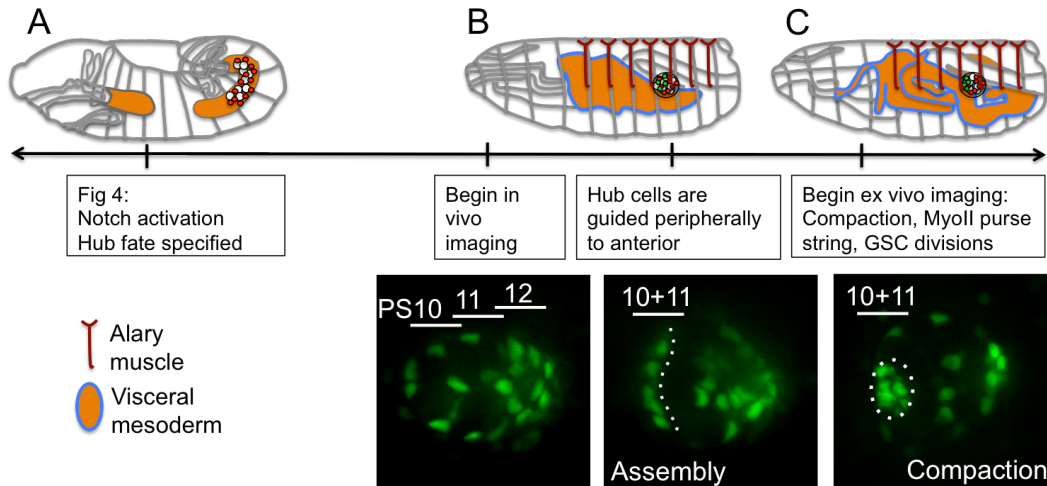 A
B
C
Fig 4:
Notch activation
Hub fate specified
Begin in
vivo
imaging
Hub cells are
guided peripherally
to anterior
Begin ex vivo imaging:
Compaction, MyoII purse
string, GSC divisions
Alary
muscle
Visceral
mesoderm
PS10 11 12
10+11
Assembly
10+11
Compaction